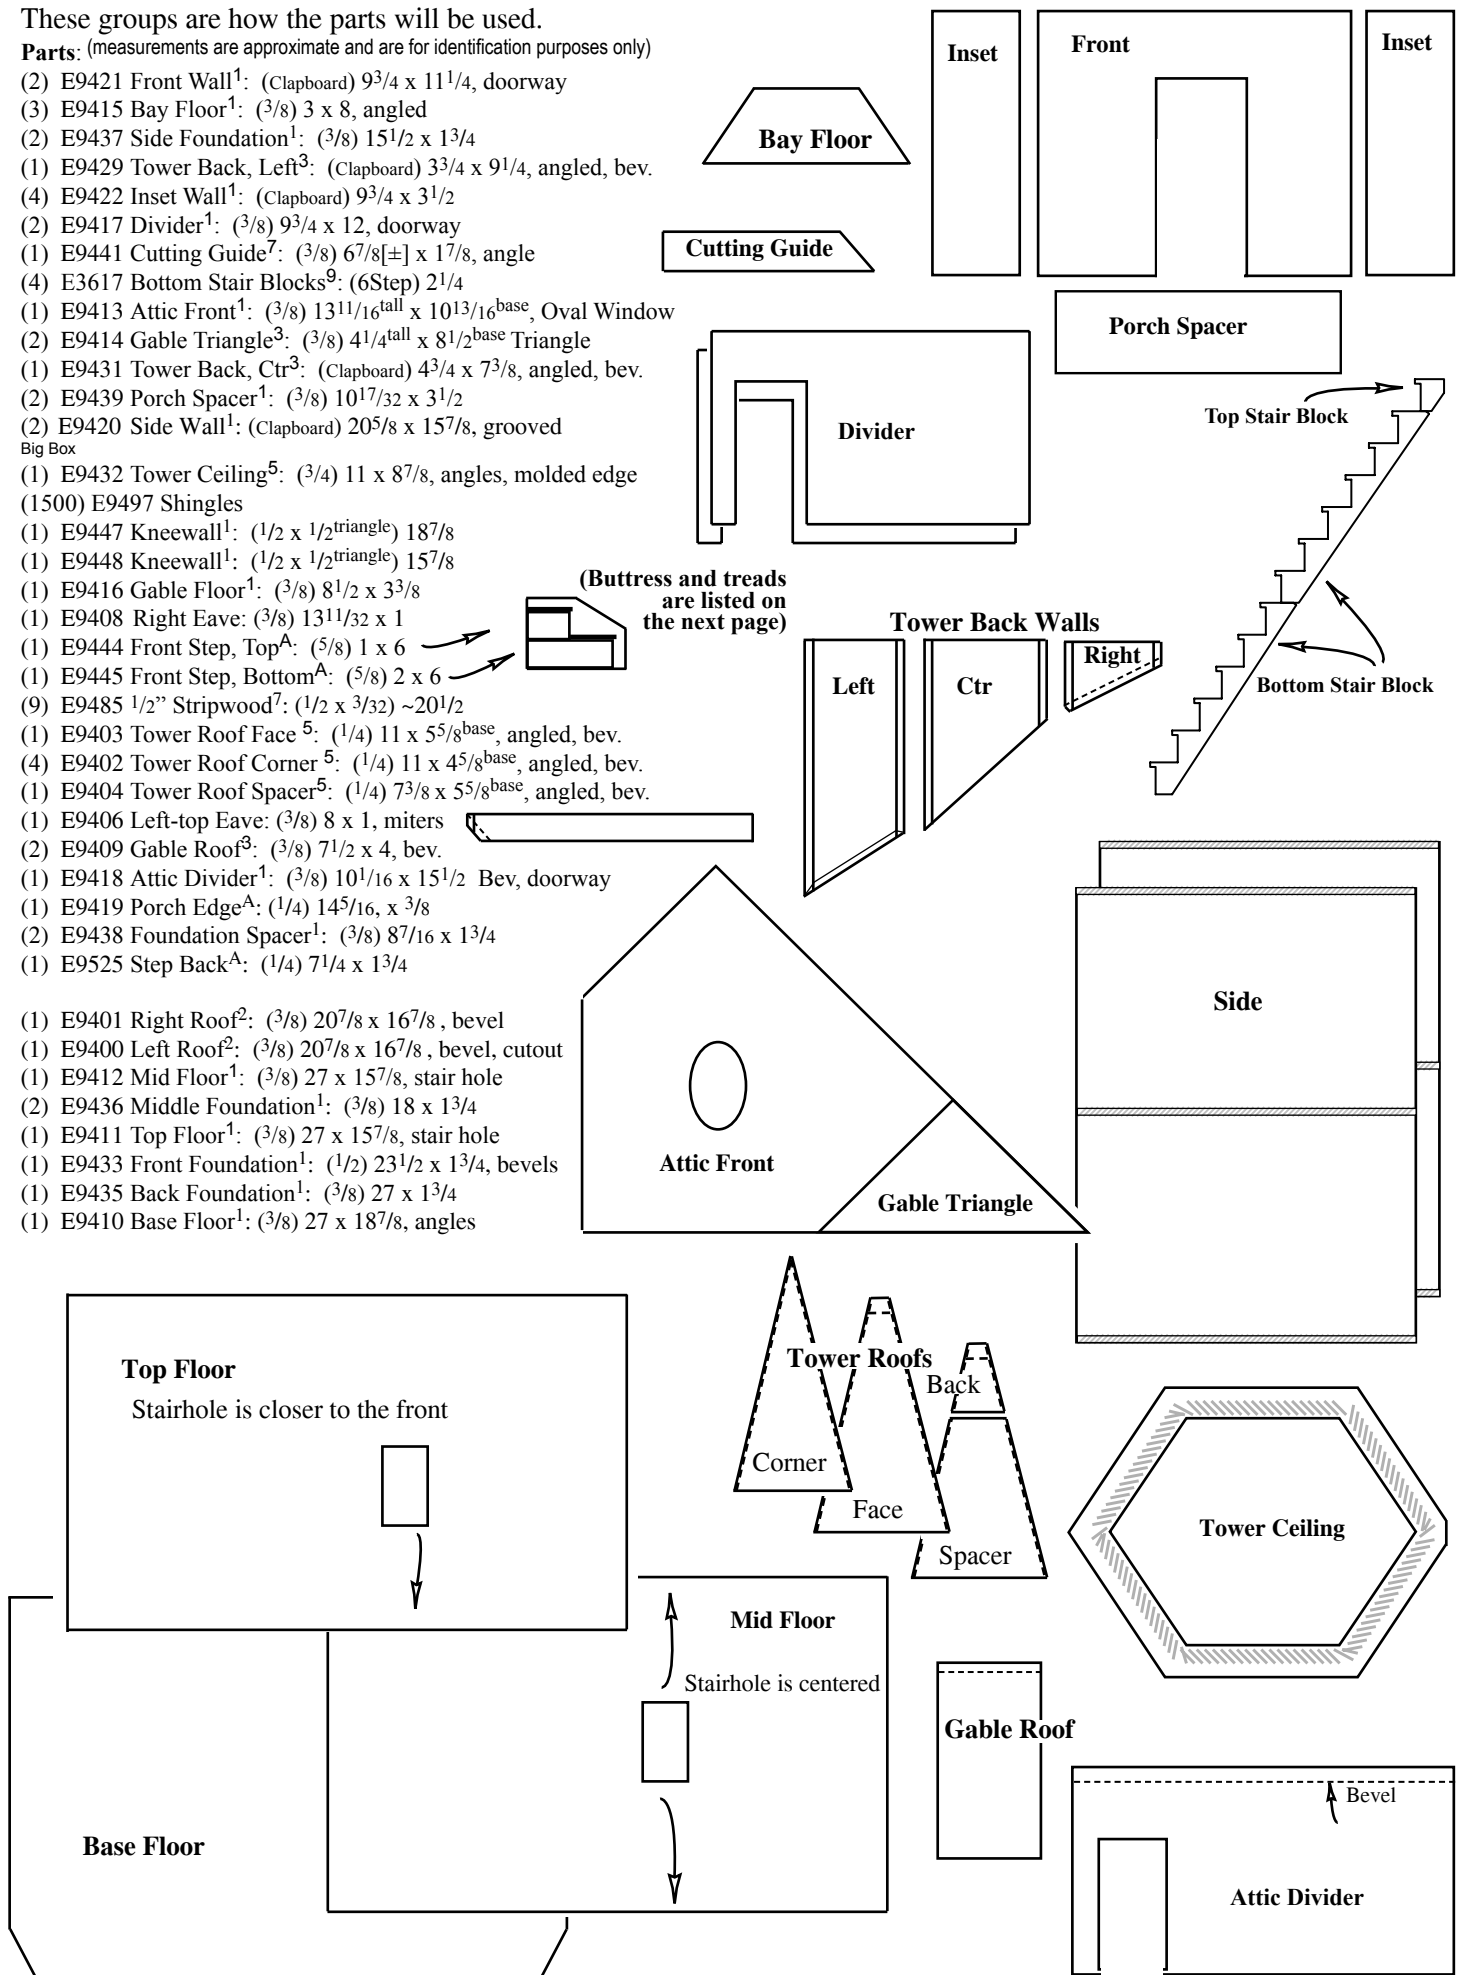 These groups are how the parts will be used.
Parts: (measurements are approximate and are for identification purposes only)
(2) E9421 Front Wall1: (Clapboard) 93/4 x 111/4, doorway
(3) E9415 Bay Floor1: (3/8) 3 x 8, angled
(2) E9437 Side Foundation1: (3/8) 151/2 x 13/4
(1) E9429 Tower Back, Left3: (Clapboard) 33/4 x 91/4, angled, bev.
(4) E9422 Inset Wall1: (Clapboard) 93/4 x 31/2
(2) E9417 Divider1: (3/8) 93/4 x 12, doorway
(1) E9441 Cutting Guide7: (3/8) 67/8[±] x 17/8, angle
(4) E3617 Bottom Stair Blocks9: (6Step) 21/4
(1) E9413 Attic Front1: (3/8) 1311/16tall x 1013/16base, Oval Window
(2) E9414 Gable Triangle3: (3/8) 41/4tall x 81/2base Triangle
(1) E9431 Tower Back, Ctr3: (Clapboard) 43/4 x 73/8, angled, bev.
(2) E9439 Porch Spacer1: (3/8) 1017/32 x 31/2
(2) E9420 Side Wall1: (Clapboard) 205/8 x 157/8, grooved
Big Box
(1) E9432 Tower Ceiling5: (3/4) 11 x 87/8, angles, molded edge
(1500) E9497 Shingles
(1) E9447 Kneewall1: (1/2 x 1/2triangle) 187/8
(1) E9448 Kneewall1: (1/2 x 1/2triangle) 157/8
(1) E9416 Gable Floor1: (3/8) 81/2 x 33/8
(1) E9408 Right Eave: (3/8) 1311/32 x 1
(1) E9444 Front Step, TopA: (5/8) 1 x 6
(1) E9445 Front Step, BottomA: (5/8) 2 x 6
(9) E9485 1/2” Stripwood7: (1/2 x 3/32) ~201/2
(1) E9403 Tower Roof Face 5: (1/4) 11 x 55/8base, angled, bev.
(4) E9402 Tower Roof Corner 5: (1/4) 11 x 45/8base, angled, bev.
(1) E9404 Tower Roof Spacer5: (1/4) 73/8 x 55/8base, angled, bev.
(1) E9406 Left-top Eave: (3/8) 8 x 1, miters
(2) E9409 Gable Roof3: (3/8) 71/2 x 4, bev.
(1) E9418 Attic Divider1: (3/8) 101/16 x 151/2 Bev, doorway
(1) E9419 Porch EdgeA: (1/4) 145/16, x 3/8
(2) E9438 Foundation Spacer1: (3/8) 87/16 x 13/4
(1) E9525 Step BackA: (1/4) 71/4 x 13/4
(1) E9401 Right Roof2: (3/8) 207/8 x 167/8 , bevel
(1) E9400 Left Roof2: (3/8) 207/8 x 167/8 , bevel, cutout
(1) E9412 Mid Floor1: (3/8) 27 x 157/8, stair hole
(2) E9436 Middle Foundation1: (3/8) 18 x 13/4
(1) E9411 Top Floor1: (3/8) 27 x 157/8, stair hole
(1) E9433 Front Foundation1: (1/2) 231/2 x 13/4, bevels
(1) E9435 Back Foundation1: (3/8) 27 x 13/4
(1) E9410 Base Floor1: (3/8) 27 x 187/8, angles
Inset
Front
Inset
Bay Floor
Cutting Guide
Porch Spacer
Divider
Top Stair Block
Bottom Stair Block
(Buttress and treads
are listed on
the next page)
Tower Back Walls
Left
Ctr
Right
Side
Attic Front
Gable Triangle
Top Floor
Stairhole is closer to the front
Tower Roofs
Back
Corner
Face
Spacer
Tower Ceiling
Mid Floor
Stairhole is centered
Base Floor
Gable Roof
Bevel
Attic Divider